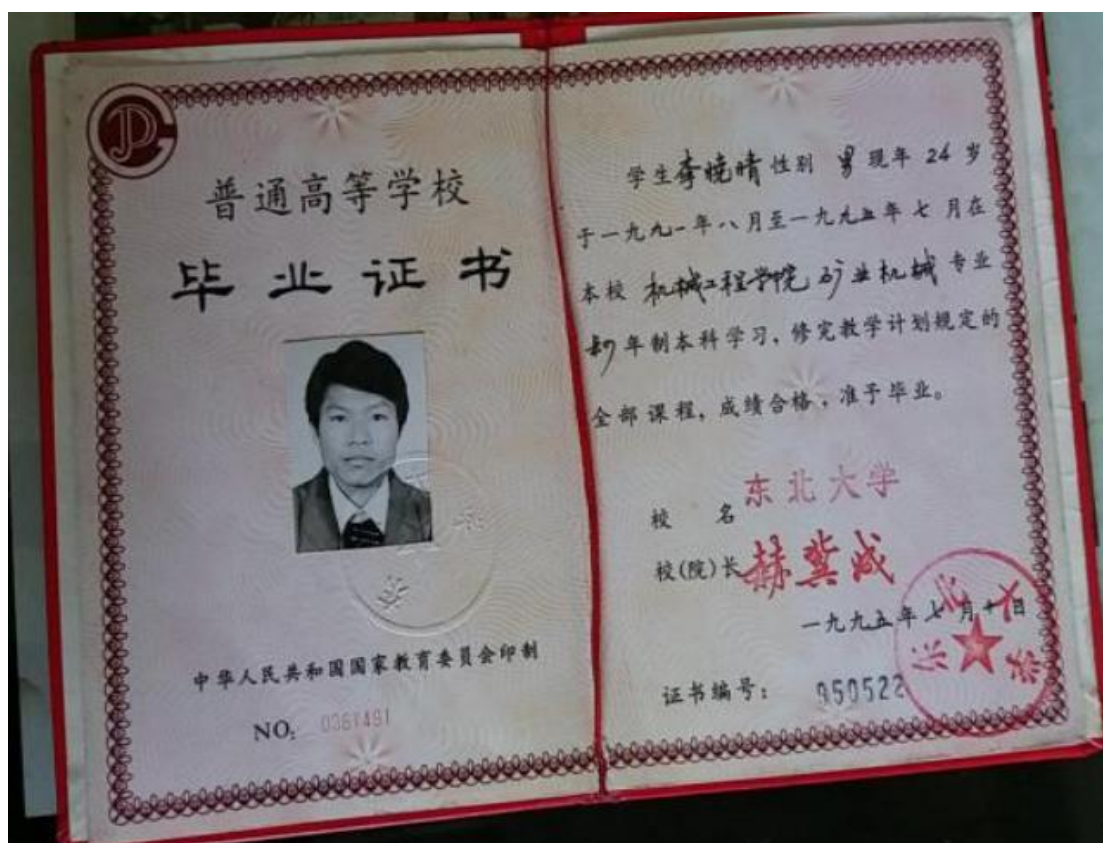 普通高等学校
毕业证书
中华人民共和国国家教育委员会印制
NO:
学生李晓晴性别 男 现年 24 岁
于一九九一年八月至一九九五年七月在
本校 机械工程学院矿业机械 专业
四年制本科学习，修完教学计划规定的
全部课程，成绩合格，准予毕业。
校 名 东北大学
校(院)长 赫冀成
一九九五年七月十日
证书编号： 950522
东北大学